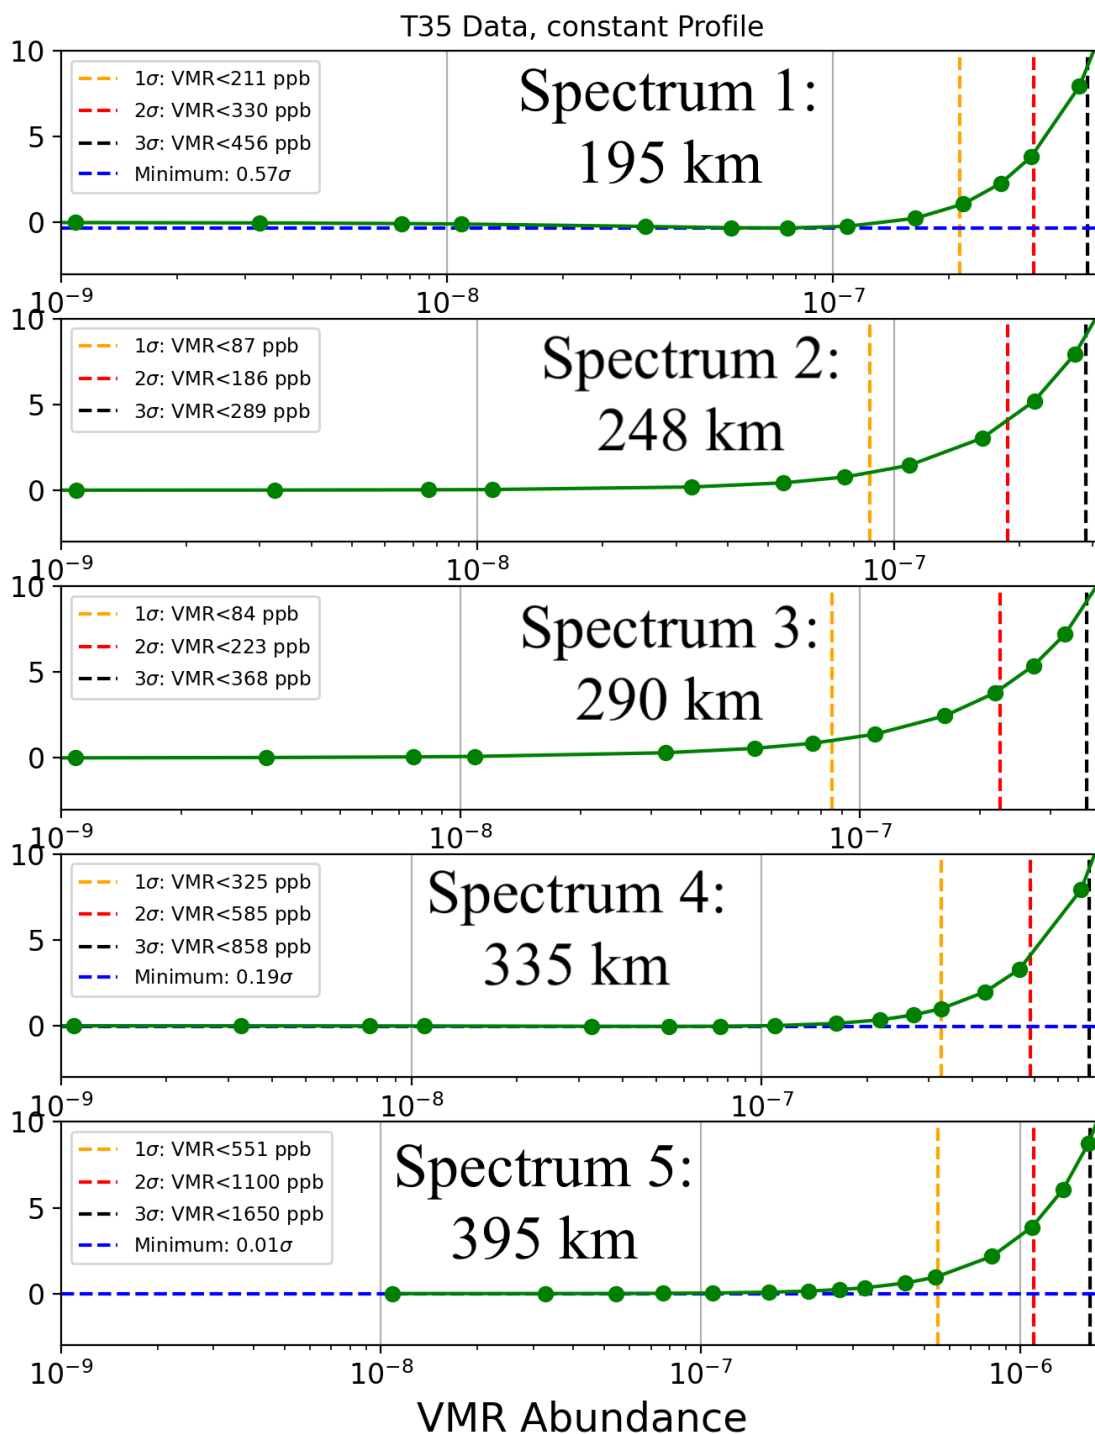 T35 Data, constant Profile
10
5
0
1σ: VMR<211 ppb
2σ: VMR<330 ppb
3σ: VMR<456 ppb
Minimum: 0.57σ
Spectrum 1:
195 km
10⁻⁹
10⁻⁸
10⁻⁷
10
5
0
1σ: VMR<87 ppb
2σ: VMR<186 ppb
3σ: VMR<289 ppb
Spectrum 2:
248 km
10⁻⁹
10⁻⁸
10⁻⁷
10
5
0
1σ: VMR<84 ppb
2σ: VMR<223 ppb
3σ: VMR<368 ppb
Spectrum 3:
290 km
10⁻⁹
10⁻⁸
10⁻⁷
10
5
0
1σ: VMR<325 ppb
2σ: VMR<585 ppb
3σ: VMR<858 ppb
Minimum: 0.19σ
Spectrum 4:
335 km
10⁻⁹
10⁻⁸
10⁻⁷
10
5
0
1σ: VMR<551 ppb
2σ: VMR<1100 ppb
3σ: VMR<1650 ppb
Minimum: 0.01σ
Spectrum 5:
395 km
10⁻⁹
10⁻⁸
10⁻⁷
10⁻⁶
VMR Abundance